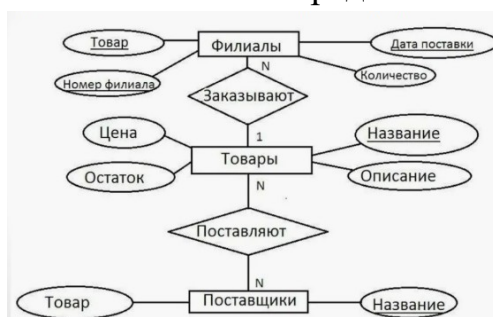 Товар
Филиалы
Дата поставки
Номер филиала
N
Количество
Заказывают
Цена
1
Название
Товары
Остаток
N
Описание
Поставляют
N
Товар
Поставщики
Название